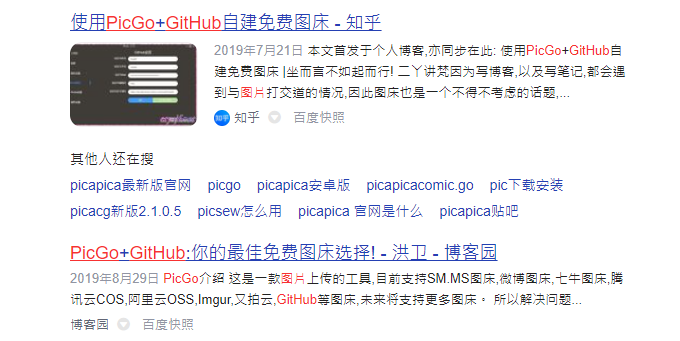 使用PicGo+GitHub自建免费图床 - 知乎
2019年7月21日 本文首发于个人博客,亦同步在此: 使用PicGo+GitHub自
建免费图床 |坐而言不如起而行! 二丫讲梵因为写博客,以及写笔记,都会遇
到与图片打交道的情况,因此图床也是一个不得不考虑的话题,...
知乎 知乎 百度快照
其他人还在搜
picapica最新版官网 picgo picapica安卓版 picapicacomic.go pic下载安装
picacg新版2.1.0.5 picsew怎么用 picapica 官网是什么 picapica贴吧
PicGo+GitHub:你的最佳免费图床选择! - 洪卫 - 博客园
2019年8月29日 PicGo介绍 这是一款图片上传的工具,目前支持SM.MS图床,微博图床,七牛图床,腾
讯云COS,阿里云OSS,Imgur,又拍云,GitHub等图床,未来将支持更多图床。 所以解决问题...
博客园 百度快照